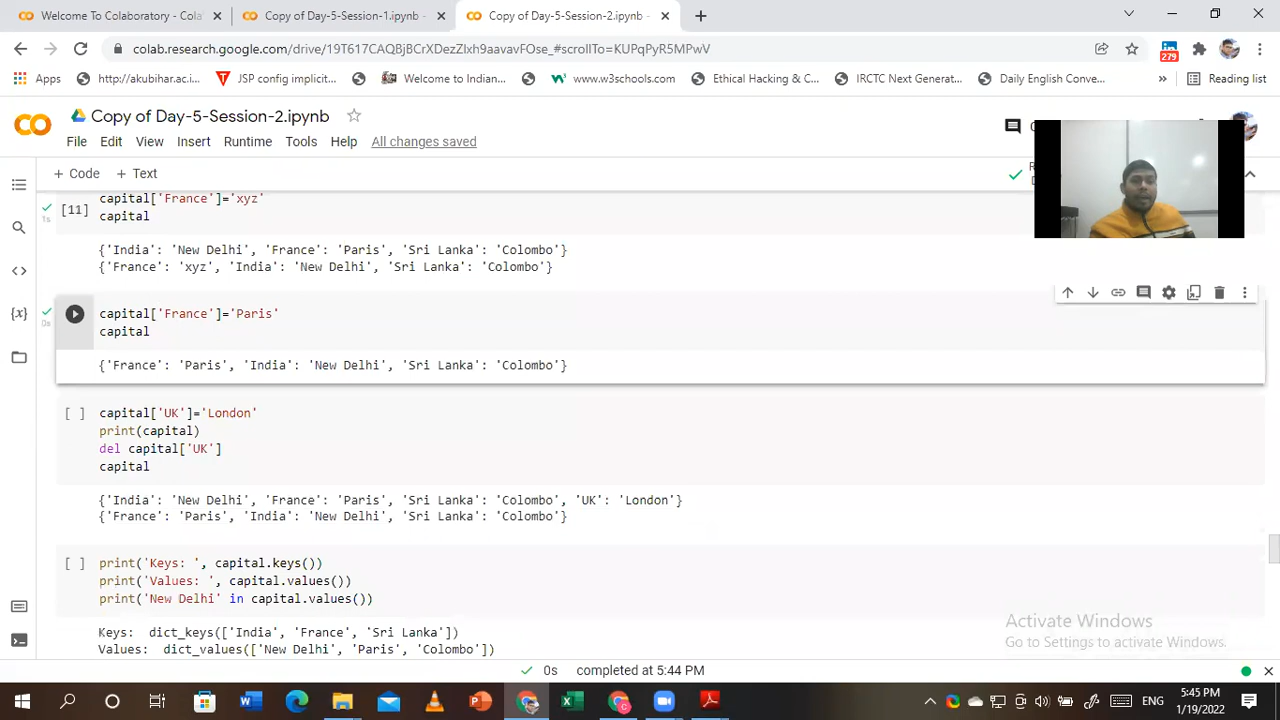 Welcome To Colaboratory - Cola
Copy of Day-5-Session-1.ipynb -
Copy of Day-5-Session-2.ipynb -
colab.research.google.com/drive/19T617CAQBjBCrXDezZlxh9aavavFOse_#scrollTo=KUPqPyR5MPwV
279
Apps
http://akubihar.ac.i...
JSP config implicit...
Welcome to Indian...
www.w3schools.com
Ethical Hacking & C...
IRCTC Next Generat...
Daily English Conve...
»
Reading list
Copy of Day-5-Session-2.ipynb
File Edit View Insert Runtime Tools Help All changes saved
+ Code + Text
capital['France']='xyz'
[11]
capital
1s
{'India': 'New Delhi', 'France': 'Paris', 'Sri Lanka': 'Colombo'}
{'France': 'xyz', 'India': 'New Delhi', 'Sri Lanka': 'Colombo'}
capital['France']='Paris'
0s
capital
{'France': 'Paris', 'India': 'New Delhi', 'Sri Lanka': 'Colombo'}
[ ] capital['UK']='London'
print(capital)
del capital['UK']
capital
{'India': 'New Delhi', 'France': 'Paris', 'Sri Lanka': 'Colombo', 'UK': 'London'}
{'France': 'Paris', 'India': 'New Delhi', 'Sri Lanka': 'Colombo'}
[ ] print('Keys: ', capital.keys())
print('Values: ', capital.values())
print('New Delhi' in capital.values())
Keys: dict_keys(['India', 'France', 'Sri Lanka'])
Values: dict_values(['New Delhi', 'Paris', 'Colombo'])
Activate Windows
Go to Settings to activate Windows.
0s completed at 5:44 PM
ENG
5:45 PM
1/19/2022